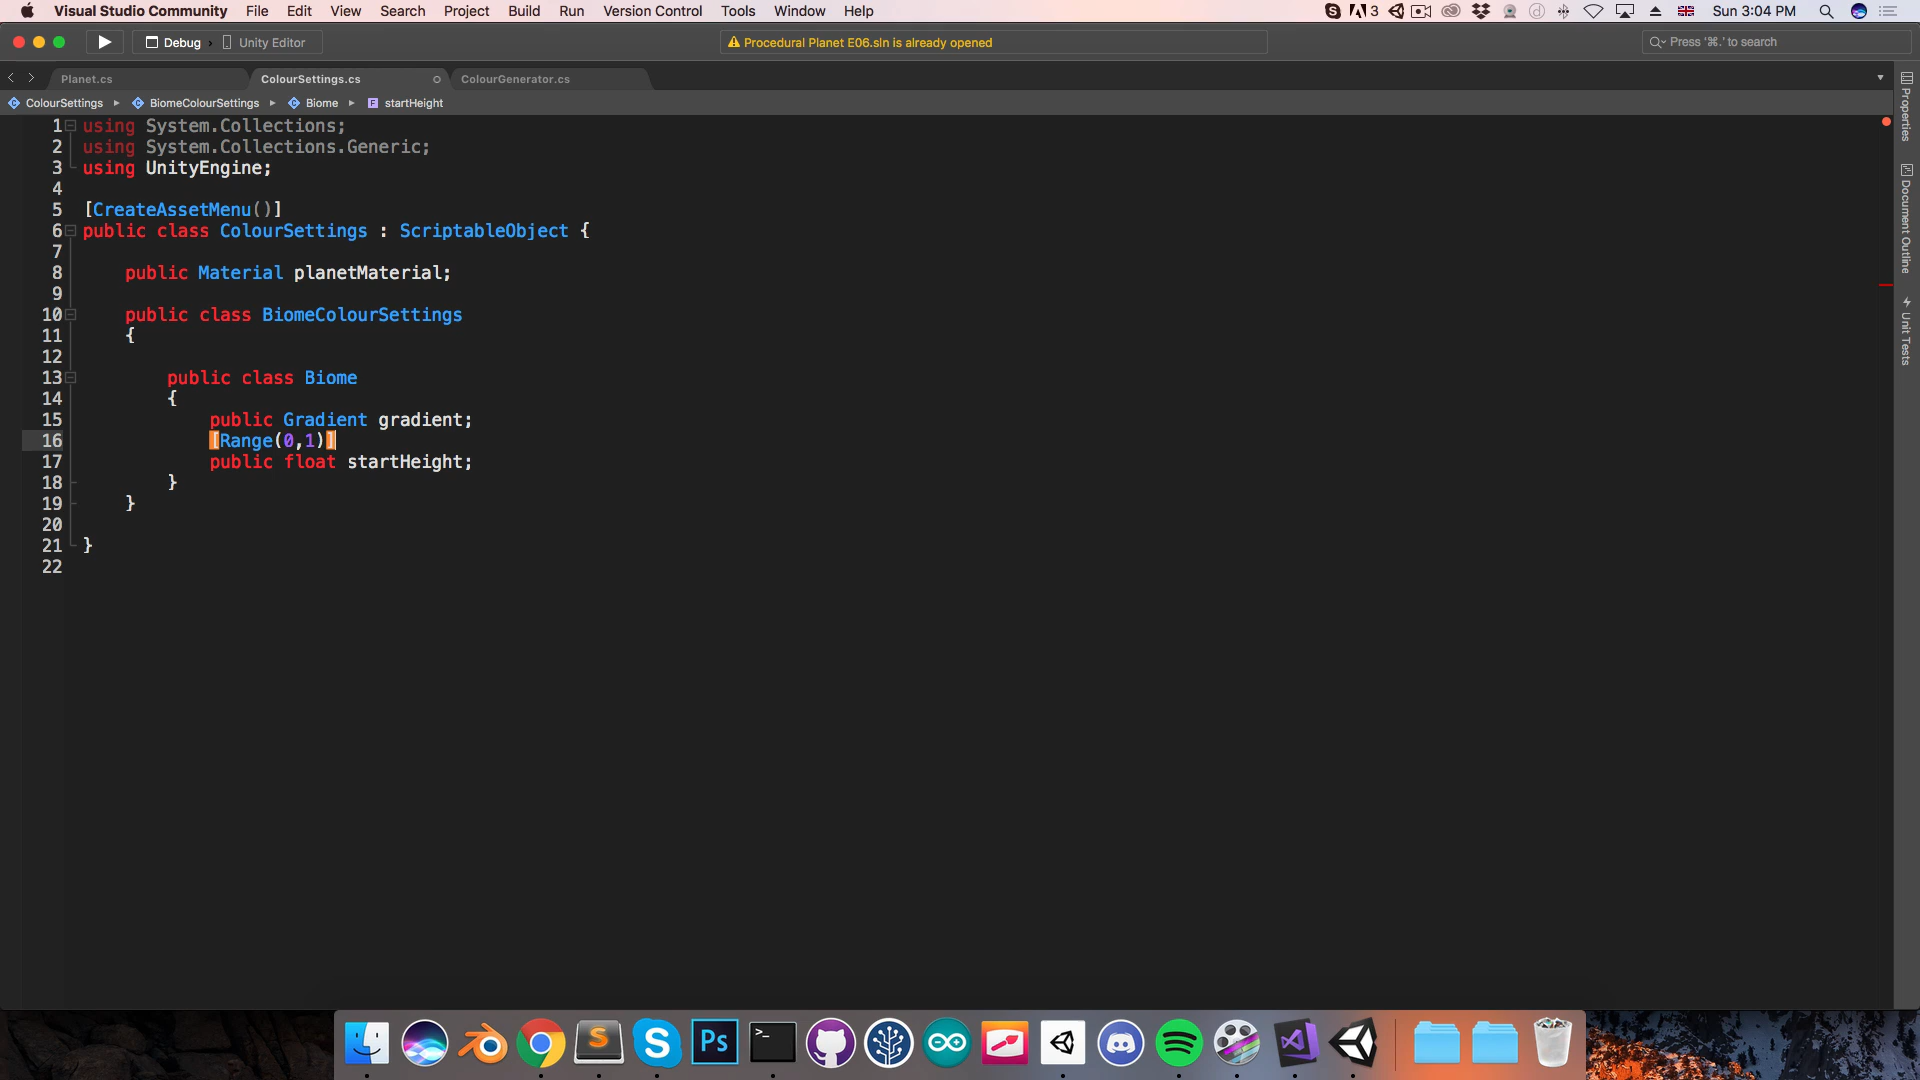 Visual Studio Community File Edit View Search Project Build Run Version Control Tools Window Help 3 Sun 3:04 PM
Debug › Unity Editor Procedural Planet E06.sln is already opened Press '⌘.' to search
Planet.cs ColourSettings.cs ColourGenerator.cs
ColourSettings BiomeColourSettings Biome F startHeight
1 using System.Collections;
2 using System.Collections.Generic;
3 using UnityEngine;
4
5 [CreateAssetMenu()]
6 public class ColourSettings : ScriptableObject {
7
8 public Material planetMaterial;
9
10 public class BiomeColourSettings
11 {
12
13 public class Biome
14 {
15 public Gradient gradient;
16 [Range(0,1)]
17 public float startHeight;
18 }
19 }
20
21 }
22
Properties
Document Outline
Unit Tests
Ps